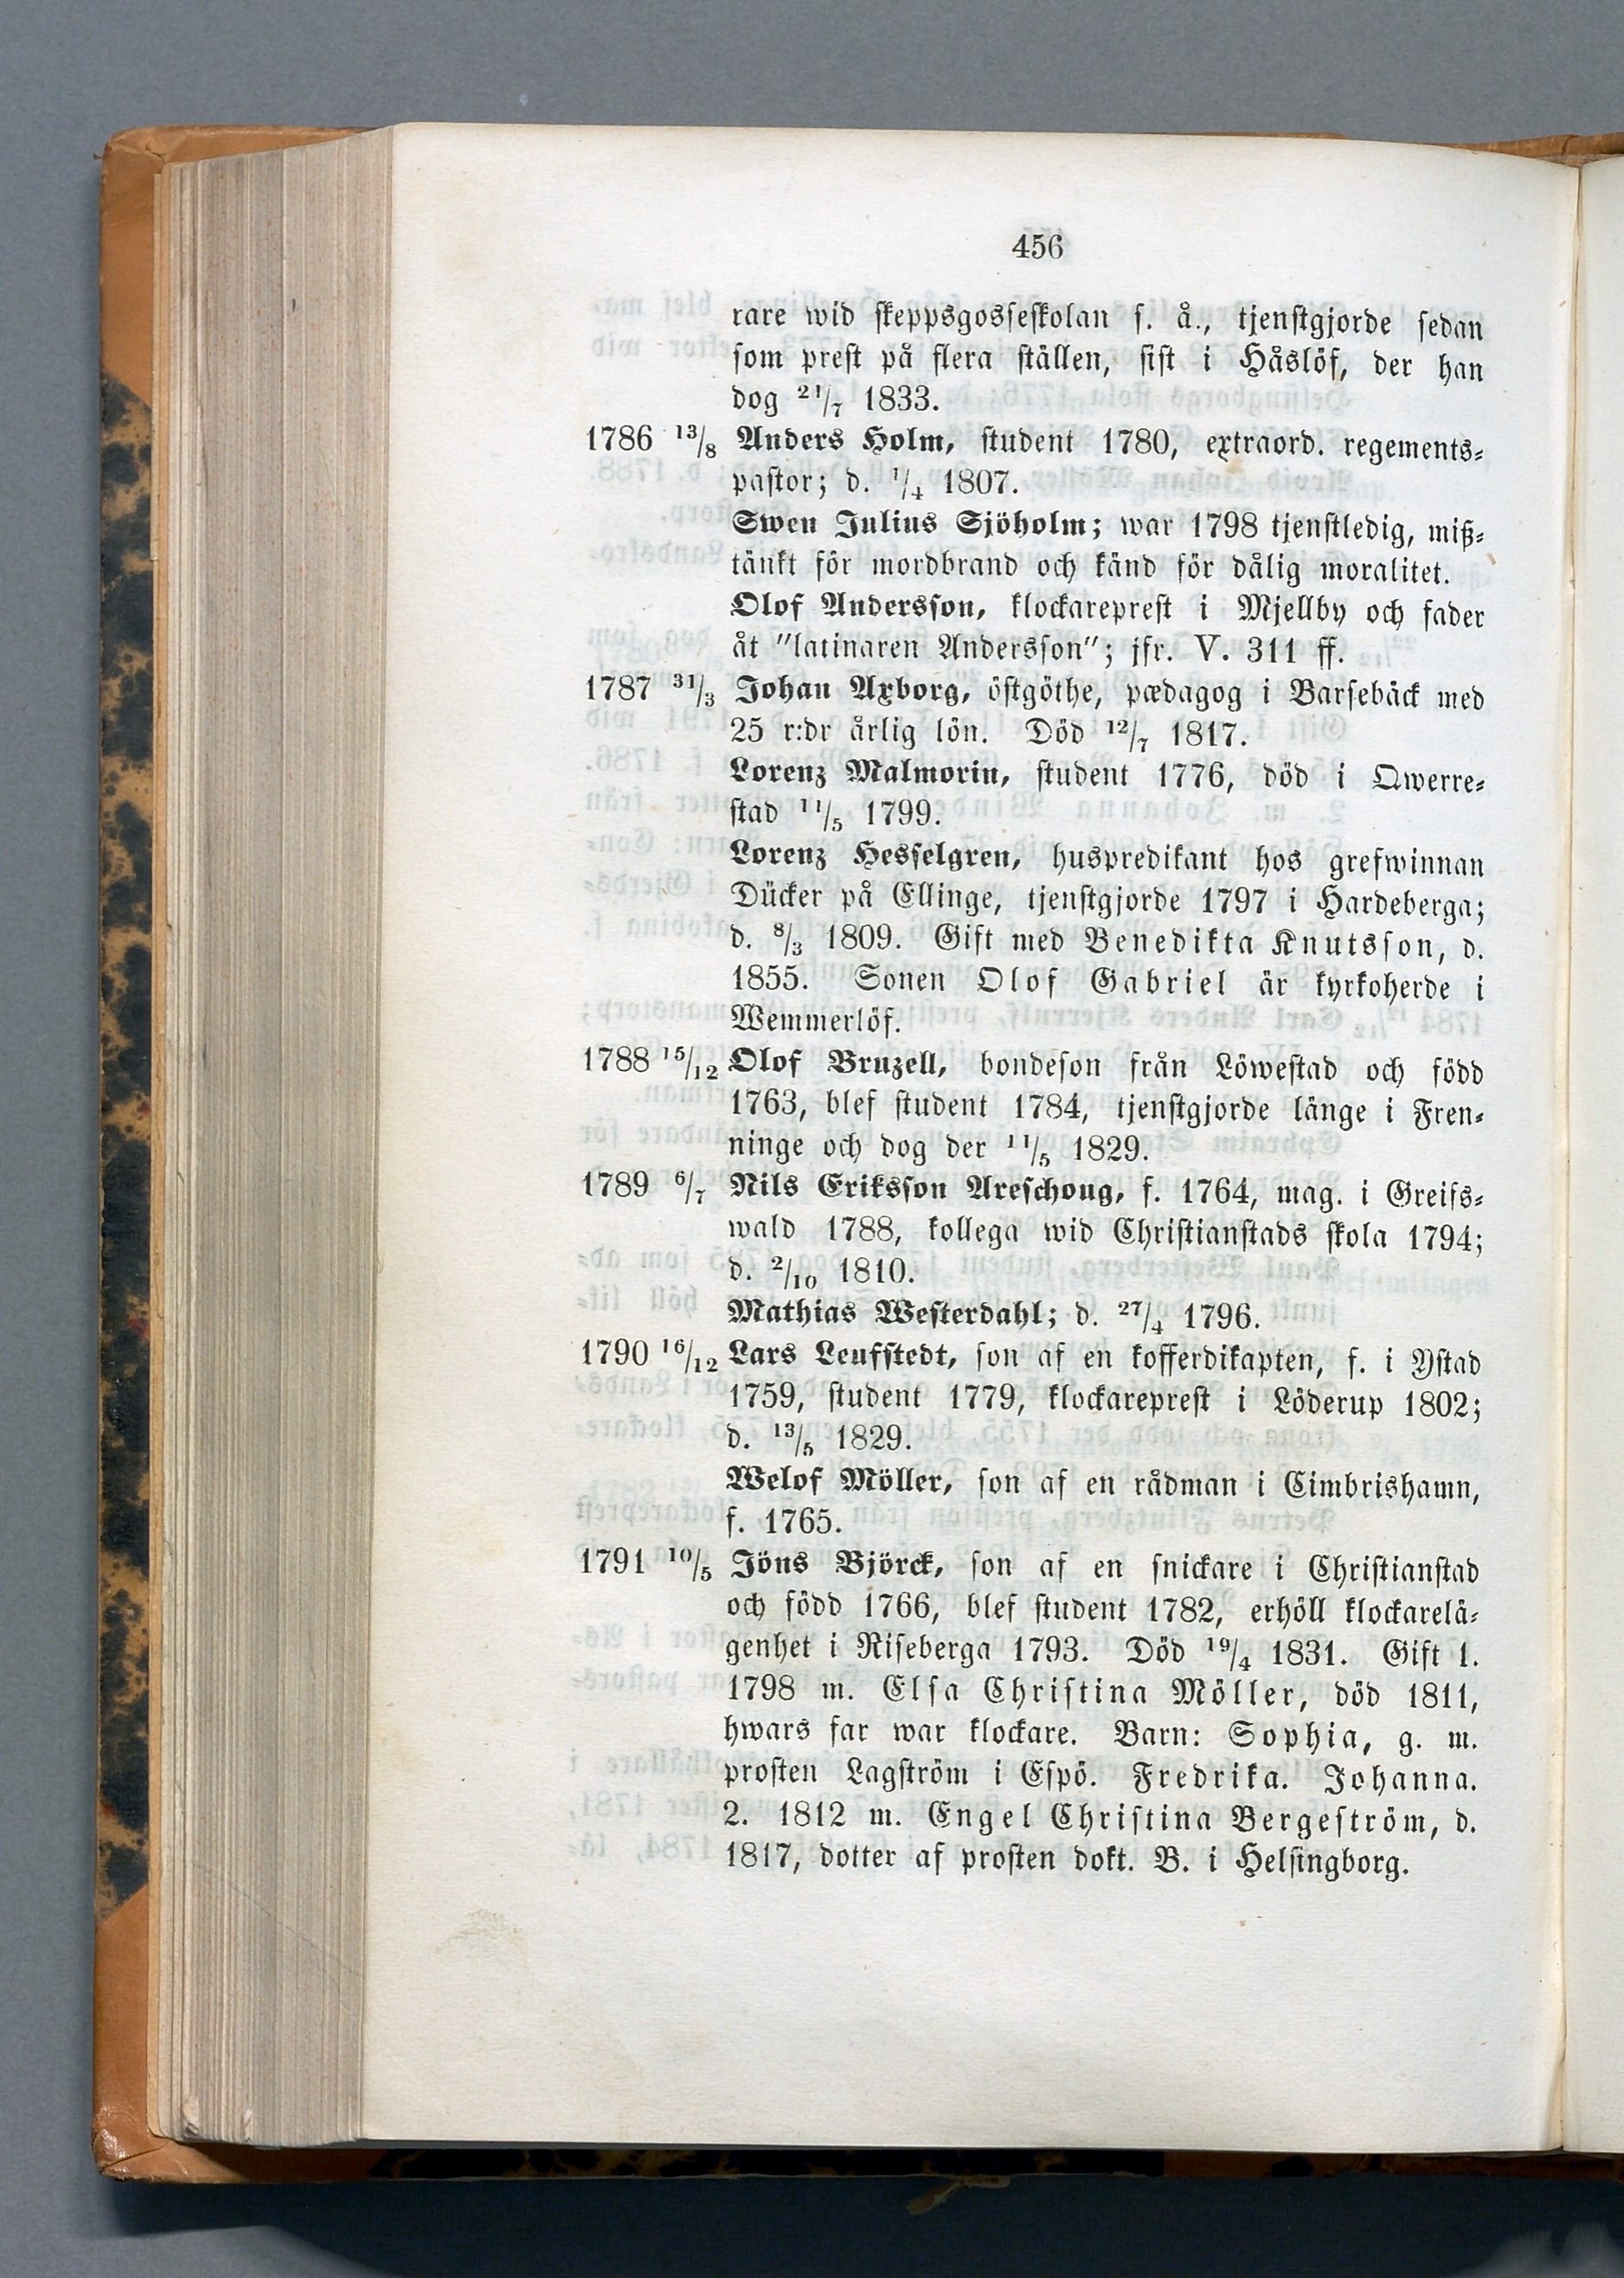 456
rare wid skeppsgosseskolan s. å., tjenstgjorde sedan
som prest på flera ställen, sist i Håslöf, der han
dog 21/7 1833.
1786 13/8 Anders Holm, student 1780, extraord. regements-
pastor; d. 1/4 1807.
Swen Julius Sjöholm; war 1798 tjenstledig, miß-
tänkt för mordbrand och känd för dålig moralitet.
Olof Andersson, klockareprest i Mjellby och fader
åt "latinaren Andersson"; jfr. V. 311 ff.
1787 31/3 Johan Axborg, östgöthe, pædagog i Barsebäck med
25 r:dr årlig lön. Död 12/7 1817.
Lorenz Malmorin, student 1776, död i Qwerre-
stad 11/5 1799.
Lorenz Hesselgren, huspredikant hos grefwinnan
Dücker på Ellinge, tjenstgjorde 1797 i Hardeberga;
d. 8/3 1809. Gift med Benedikta Knutsson, d.
1855. Sonen Olof Gabriel är kyrkoherde i
Wemmerlöf.
1788 15/12 Olof Bruzell, bondeson från Löwestad och född
1763, blef student 1784, tjenstgjorde länge i Fren-
ninge och dog der 11/5 1829.
1789 6/7 Nils Eriksson Areschoug, f. 1764, mag. i Greifs-
wald 1788, kollega wid Christianstads skola 1794;
d. 2/10 1810.
Mathias Westerdahl; d. 27/4 1796.
1790 16/12 Lars Leufstedt, son af en kofferdikapten, f. i Ystad
1759, student 1779, klockareprest i Löderup 1802;
d. 13/5 1829.
Welof Möller, son af en rådman i Cimbrishamn,
f. 1765.
1791 10/5 Jöns Björck, son af en snickare i Christianstad
och född 1766, blef student 1782, erhöll klockarelä-
genhet i Riseberga 1793. Död 19/4 1831. Gift 1.
1798 m. Elsa Christina Möller, död 1811,
hwars far war klockare. Barn: Sophia, g. m.
prosten Lagström i Espö. Fredrika. Johanna.
2. 1812 m. Engel Christina Bergeström, d.
1817, dotter af prosten dokt. B. i Helsingborg.